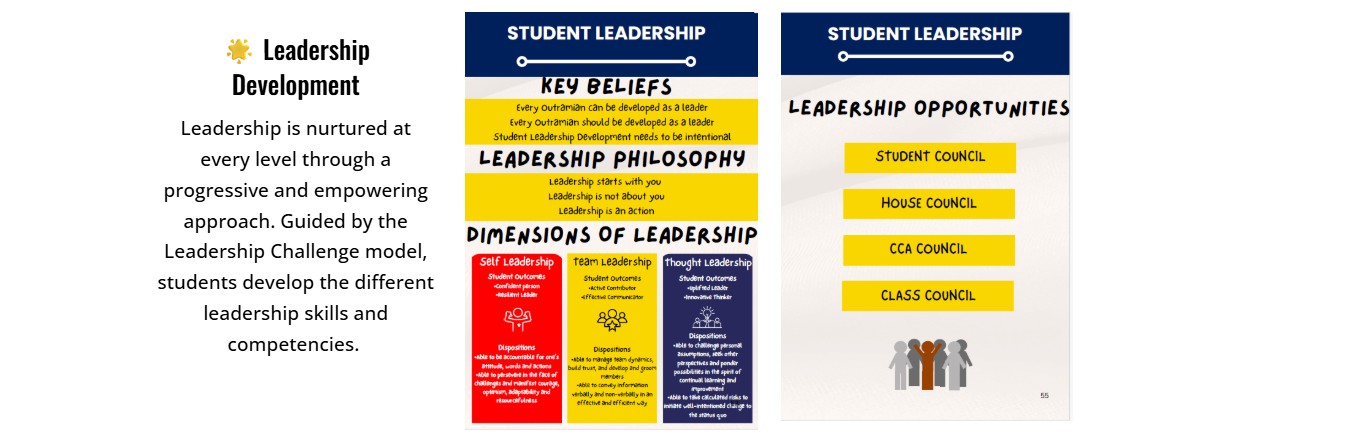 Leadership
Development
Leadership is nurtured at
every level through a
progressive and empowering
approach. Guided by the
Leadership Challenge model,
students develop the different
leadership skills and
competencies.
STUDENT LEADERSHIP
KEY BELIEFS
Every Outramian can be developed as a leader
Every Outramian should be developed as a leader
Student Leadership Development needs to be intentional
LEADERSHIP PHILOSOPHY
Leadership starts with you
Leadership is not about you
Leadership is an action
DIMENSIONS OF LEADERSHIP
Self Leadership
Student Outcomes
•Confident person
•Resilient Leader
Dispositions
•Able to be accountable for one's
attitude, words and actions
•Able to persevere in the face of
challenges and manifest courage,
optimism, adaptability and
resourcefulness
Team Leadership
Student Outcomes
•Active Contributor
•Effective Communicator
Dispositions
•Able to manage team dynamics,
build trust, and develop and groom
members
•Able to convey information
verbally and non-verbally in an
effective and efficient way
Thought Leadership
Student Outcomes
•Uplifted Leader
•Innovative Thinker
Dispositions
•Able to challenge personal
assumptions, seek other
perspectives and ponder
possibilities in the spirit of
continual learning and
improvement
•Able to take calculated risks to
initiate well-intentioned change to
the status quo
STUDENT LEADERSHIP
LEADERSHIP OPPORTUNITIES
STUDENT COUNCIL
HOUSE COUNCIL
CCA COUNCIL
CLASS COUNCIL
55